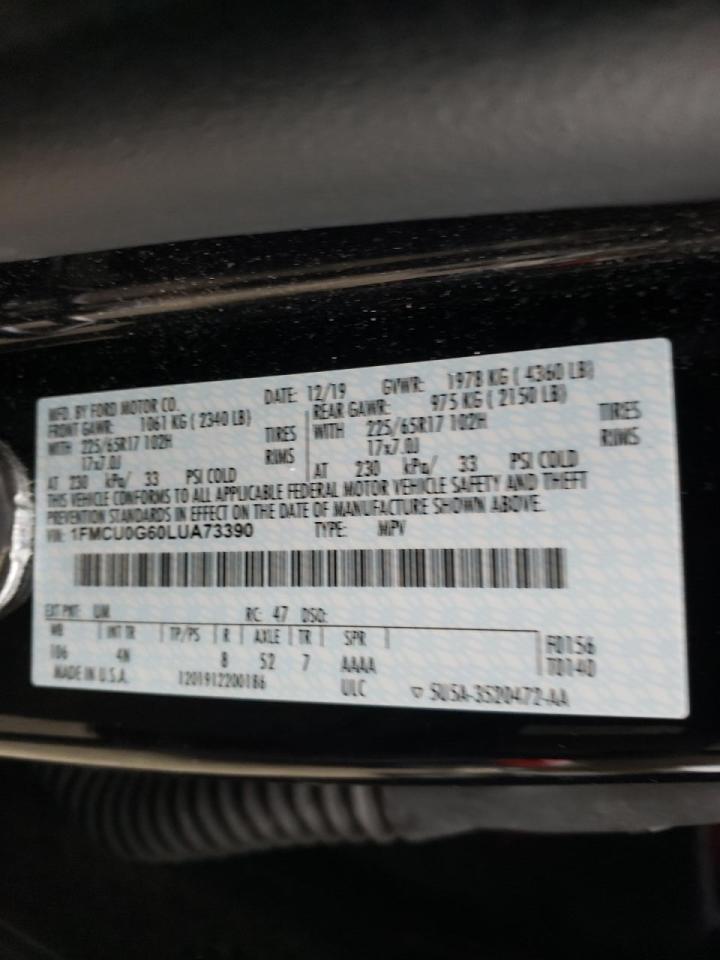 MFD. BY FORD MOTOR CO. DATE: 12/19 GVWR: 1978 KG ( 4360 LB)
FRONT GAWR: 1061 KG ( 2340 LB) REAR GAWR: 975 KG ( 2150 LB)
WITH 225/65R17 102H TIRES WITH 225/65R17 102H TIRES
17x7.0J RIMS 17x7.0J RIMS
AT 230 kPa/ 33 PSI COLD AT 230 kPa/ 33 PSI COLD
THIS VEHICLE CONFORMS TO ALL APPLICABLE FEDERAL MOTOR VEHICLE SAFETY AND THEFT
PREVENTION STANDARDS IN EFFECT ON THE DATE OF MANUFACTURE SHOWN ABOVE.
VIN: 1FMCU0G60LUA73390 TYPE: MPV
EXT PNT: UM RC: 47 DSO:
WB INT TR TP/PS R AXLE TR SPR F0156
106 4N 8 52 7 AAAA T0140
MADE IN U.S.A. 1201912200186 ULC ▽ 5U5A-3520472-AA